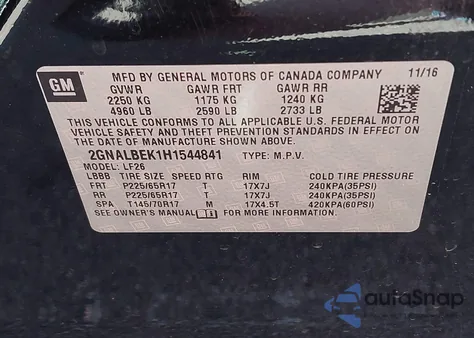 GM
MFD BY GENERAL MOTORS OF CANADA COMPANY 11/16
GVWR GAWR FRT GAWR RR
2250 KG 1175 KG 1240 KG
4960 LB 2590 LB 2733 LB
THIS VEHICLE CONFORMS TO ALL APPLICABLE U.S. FEDERAL MOTOR
VEHICLE SAFETY AND THEFT PREVENTION STANDARDS IN EFFECT ON
THE DATE OF MANUFACTURE SHOWN ABOVE.
2GNALBEK1H1544841 TYPE: M.P.V.
MODEL: LF26
LBBB TIRE SIZE SPEED RTG RIM COLD TIRE PRESSURE
FRT P225/65R17 T 17X7J 240KPA(35PSI)
RR P225/65R17 T 17X7J 240KPA(35PSI)
SPA T145/70R17 M 17X4.5T 420KPA(60PSI)
SEE OWNER'S MANUAL FOR MORE INFORMATION
autoSnap